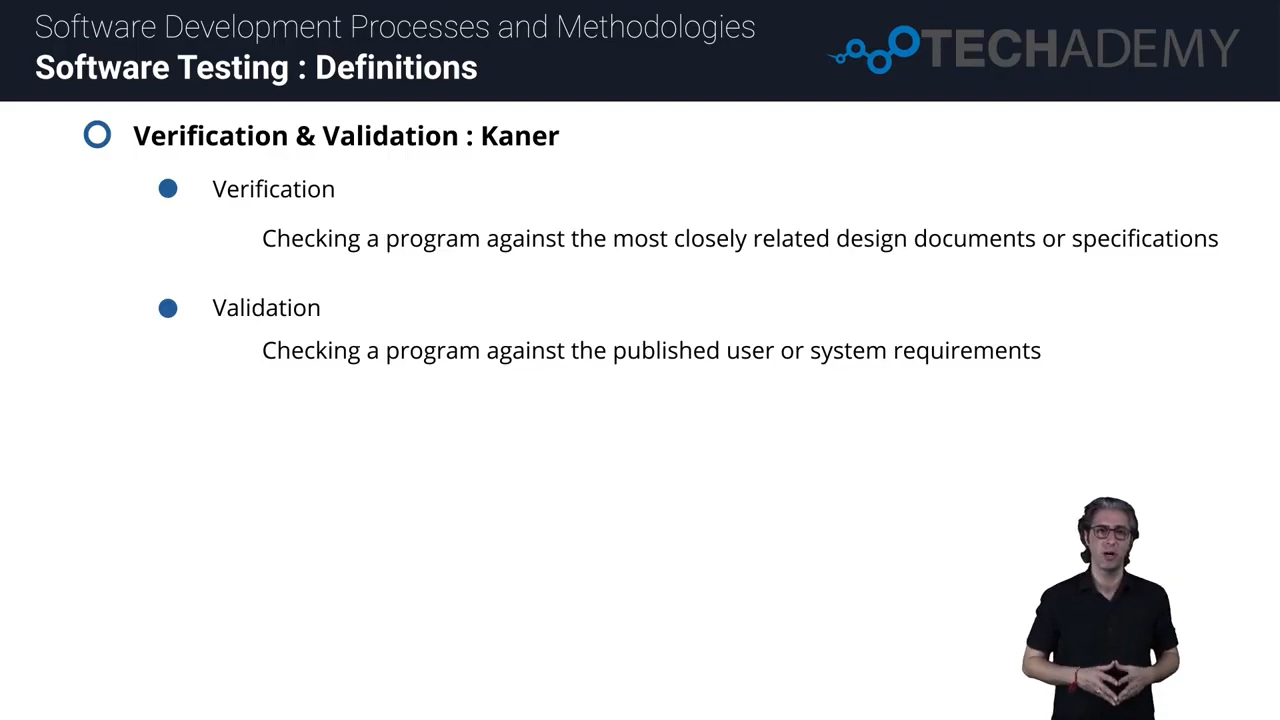 Software Development Processes and Methodologies
Software Testing : Definitions
TECHADEMY
Verification & Validation : Kaner
Verification
Checking a program against the most closely related design documents or specifications
Validation
Checking a program against the published user or system requirements